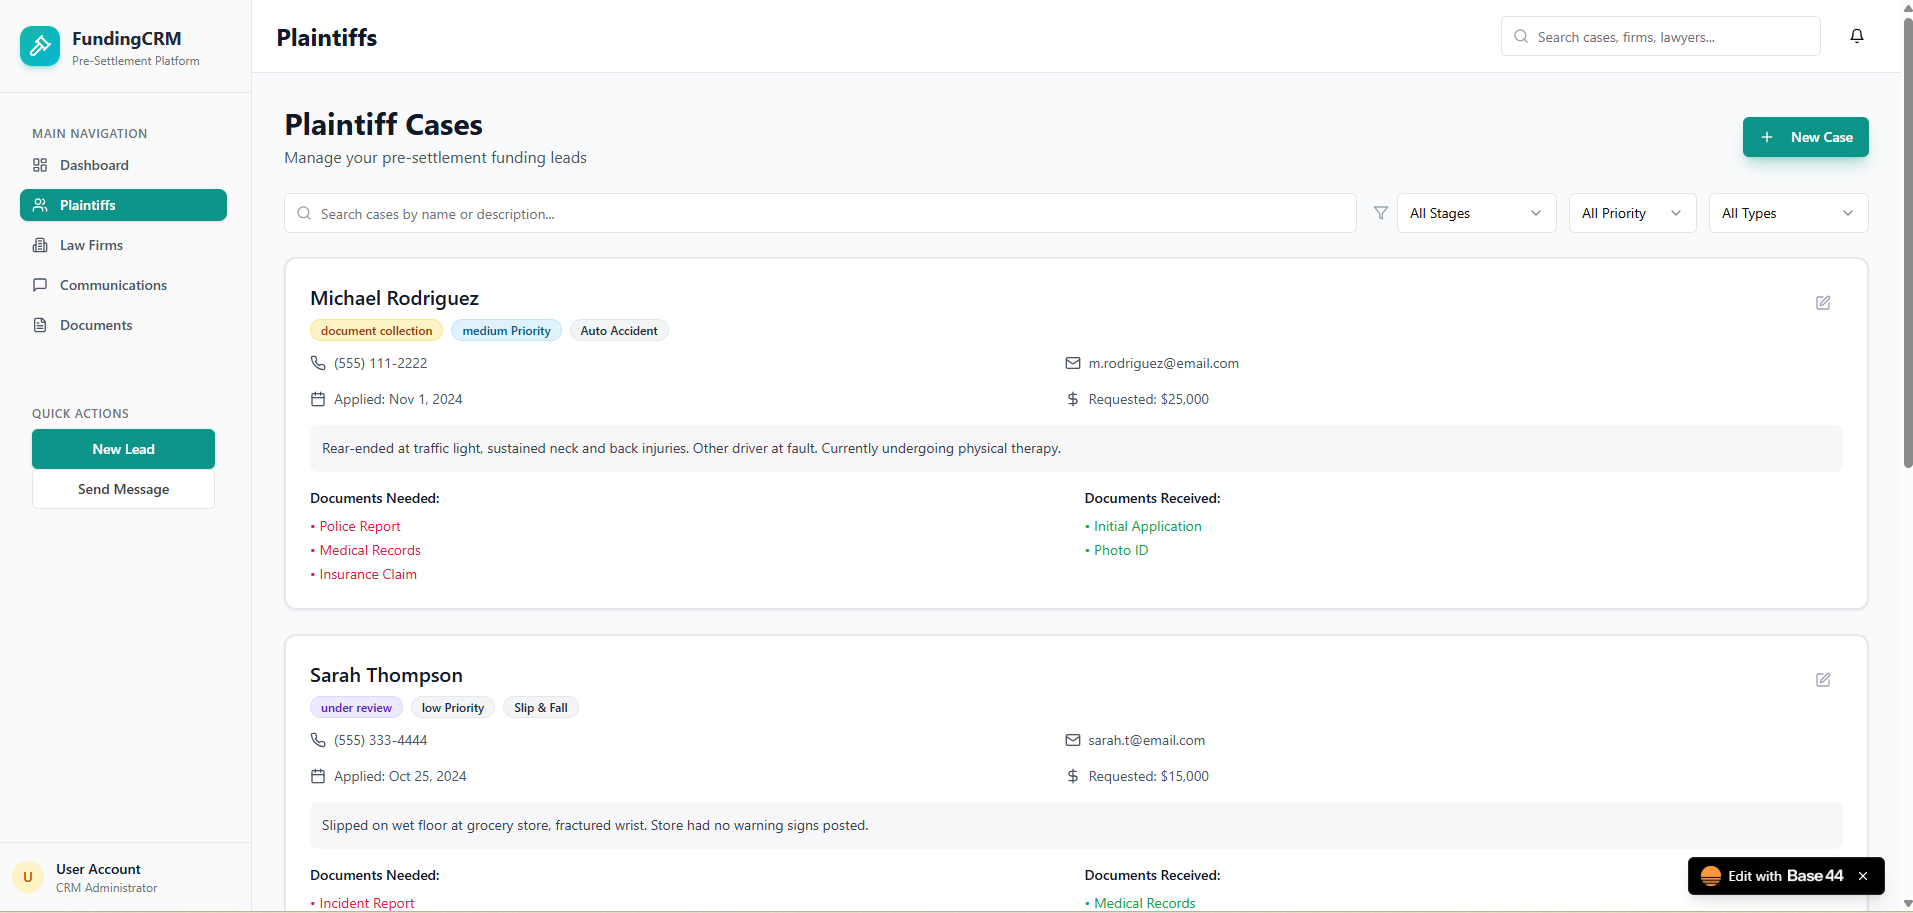 FundingCRM
Pre-Settlement Platform
MAIN NAVIGATION
Dashboard
Plaintiffs
Law Firms
Communications
Documents
QUICK ACTIONS
New Lead
Send Message
U
User Account
CRM Administrator
Plaintiffs
Search cases, firms, lawyers...
Plaintiff Cases
Manage your pre-settlement funding leads
+ New Case
Search cases by name or description...
All Stages
All Priority
All Types
Michael Rodriguez
document collection
medium Priority
Auto Accident
(555) 111-2222
m.rodriguez@email.com
Applied: Nov 1, 2024
$ Requested: $25,000
Rear-ended at traffic light, sustained neck and back injuries. Other driver at fault. Currently undergoing physical therapy.
Documents Needed:
• Police Report
• Medical Records
• Insurance Claim
Documents Received:
• Initial Application
• Photo ID
Sarah Thompson
under review
low Priority
Slip & Fall
(555) 333-4444
sarah.t@email.com
Applied: Oct 25, 2024
$ Requested: $15,000
Slipped on wet floor at grocery store, fractured wrist. Store had no warning signs posted.
Documents Needed:
• Incident Report
Documents Received:
• Medical Records
Edit with Base44 ×